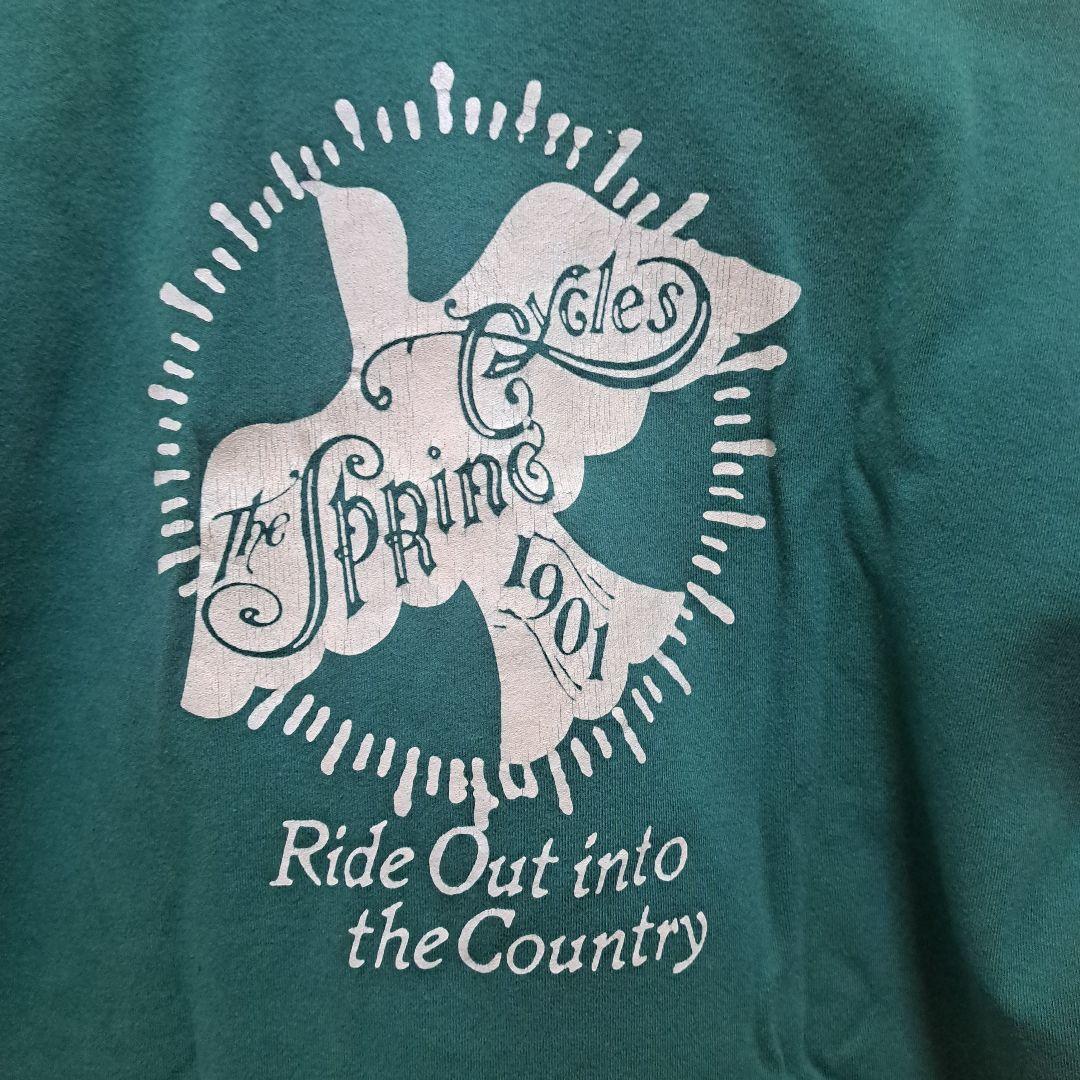 The Spring
Cycles
1901
Ride Out into
the Country